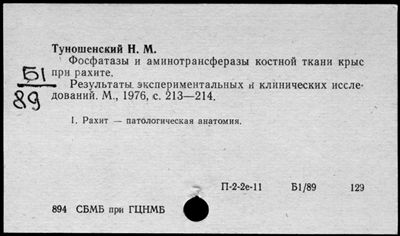 Туношенский Н. М.
Фосфатазы и аминотрансферазы костной ткани крыс
при рахите.
Результаты экспериментальных и клинических иссле-
дований. М., 1976, с. 213—214.
Б1
89
1. Рахит — патологическая анатомия.
П-2-2е-11 Б1/89 129
894 СБМБ при ГЦНМБ